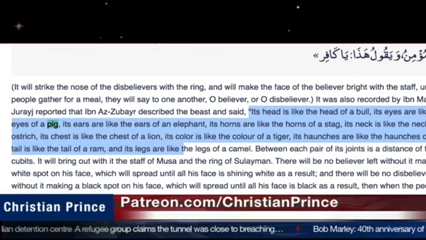 ؤْمِنُ، وَيَقُولُ هَذَا: يَا كَافِرُ»
(It will strike the nose of the disbelievers with the ring, and will make the face of the believer bright with the staff, un
people gather for a meal, they will say to one another, O believer, or O disbeliever.) It was also recorded by Ibn Ma
Jurayj reported that Ibn Az-Zubayr described the beast and said, "Its head is like the head of a bull, its eyes are like
eyes of a pig, its ears are like the ears of an elephant, its horns are like the horns of a stag, its neck is like the neck
ostrich, its chest is like the chest of a lion, its color is like the colour of a tiger, its haunches are like the haunches o
tail is like the tail of a ram, and its legs are like the legs of a camel. Between each pair of its joints is a distance of t
cubits. It will bring out with it the staff of Musa and the ring of Sulayman. There will be no believer left without it ma
white spot on his face, which will spread until all his face is shining white as a result; and there will be no disbeliever
without it making a black spot on his face, which will spread until all his face is black as a result, then when the pe
Christian Prince
Patreon.com/ChristianPrince
lian detention centre A refugee group claims the tunnel was close to breaching… Bob Marley: 40th anniversary of